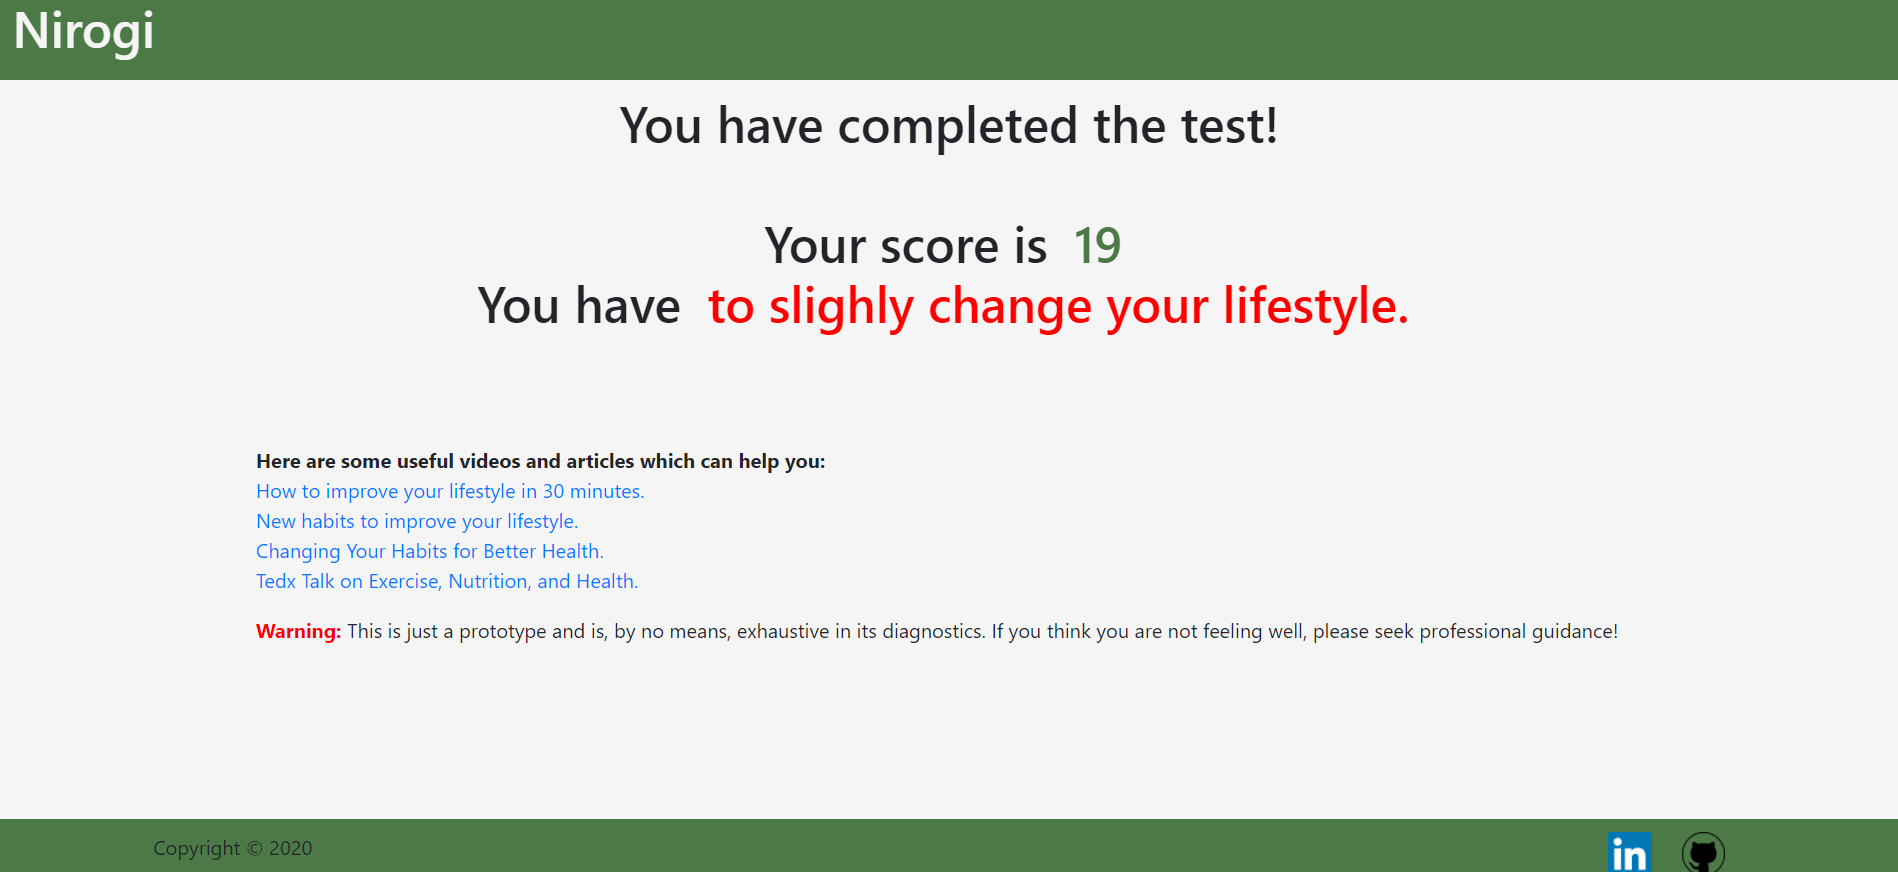 Nirogi
You have completed the test!
Your score is 19
You have to slighly change your lifestyle.
Here are some useful videos and articles which can help you:
How to improve your lifestyle in 30 minutes.
New habits to improve your lifestyle.
Changing Your Habits for Better Health.
Tedx Talk on Exercise, Nutrition, and Health.
Warning: This is just a prototype and is, by no means, exhaustive in its diagnostics. If you think you are not feeling well, please seek professional guidance!
Copyright © 2020
in